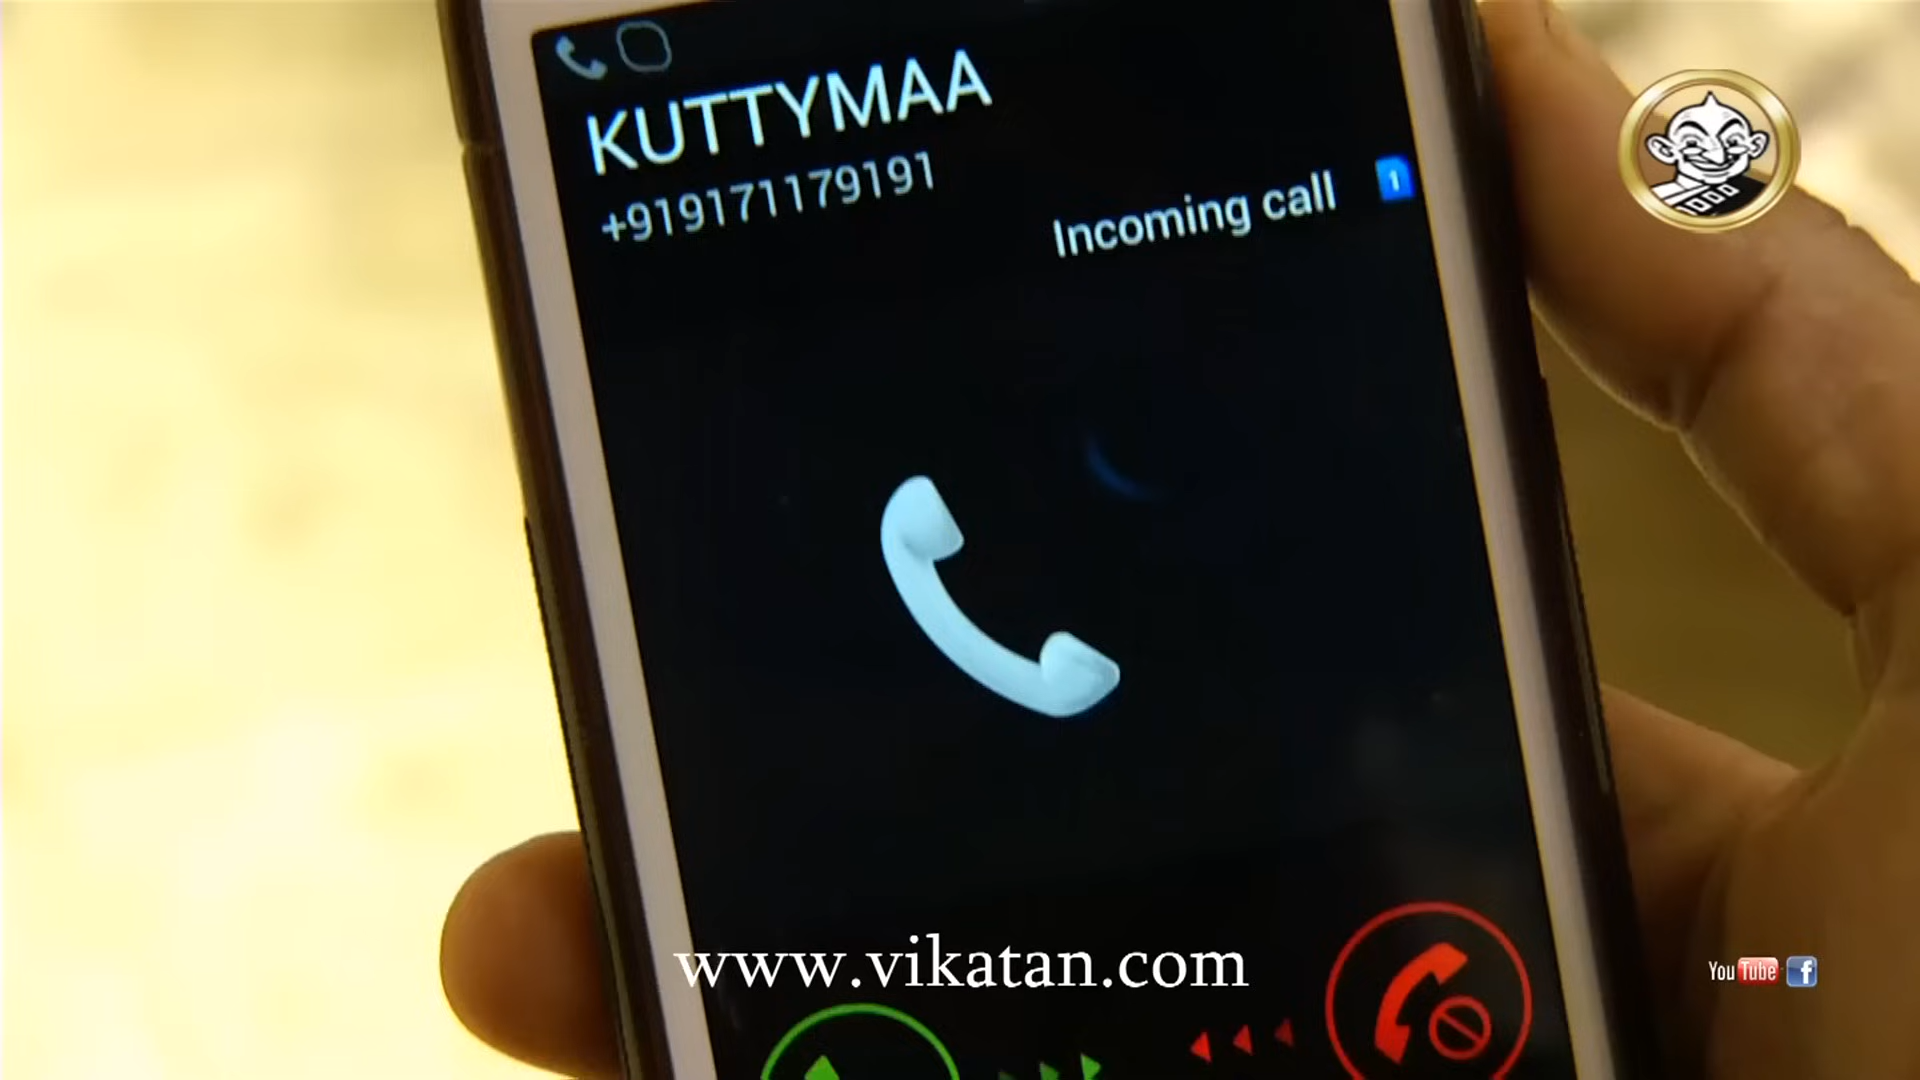 KUTTYMAA
+919171179191
Incoming call
1
www.vikatan.com
You Tube f